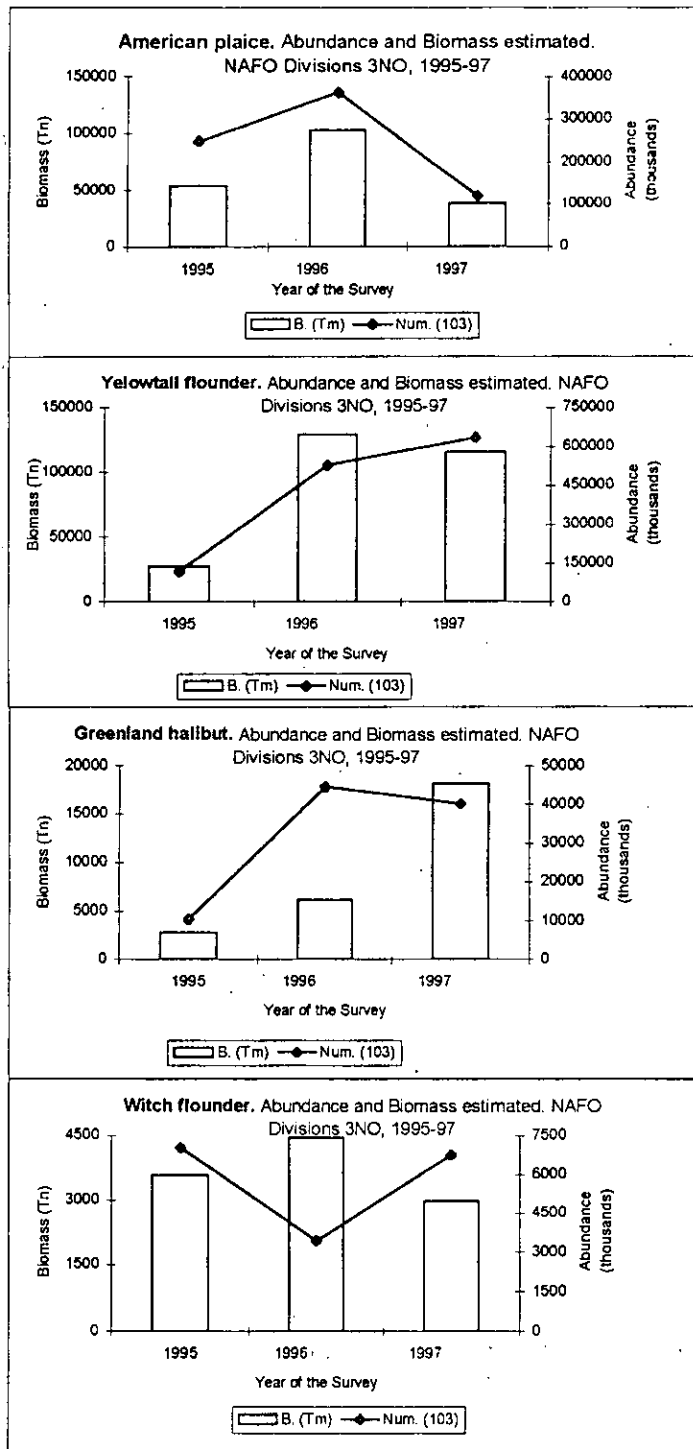 American plaice. Abundance and Biomass estimated.
NAFO Divisions 3NO, 1995-97
150000
100000
50000
0
Biomass (Tn)
400000
300000
200000
100000
0
Abundance
(thousands)
1995 1996 1997
Year of the Survey
B. (Tm) Num. (103)
Yelowtail flounder. Abundance and Biomass estimated. NAFO
Divisions 3NO, 1995-97
150000
100000
50000
0
Biomass (Tn)
750000
600000
450000
300000
150000
0
Abundance
(thousands)
1995 1996 1997
Year of the Survey
B. (Tm) Num. (103)
Greenland halibut. Abundance and Biomass estimated. NAFO
Divisions 3NO, 1995-97
20000
15000
10000
5000
0
Biomass (Tn)
50000
40000
30000
20000
10000
0
Abundance
(thousands)
1995 1996 1997
Year of the Survey
B. (Tm) Num. (103)
Witch flounder. Abundance and Biomass estimated. NAFO
Divisions 3NO, 1995-97
4500
3000
1500
0
Biomass (Tn)
7500
6000
4500
3000
1500
0
Abundance
(thousands)
1995 1996 1997
Year of the Survey
B. (Tm) Num. (103)